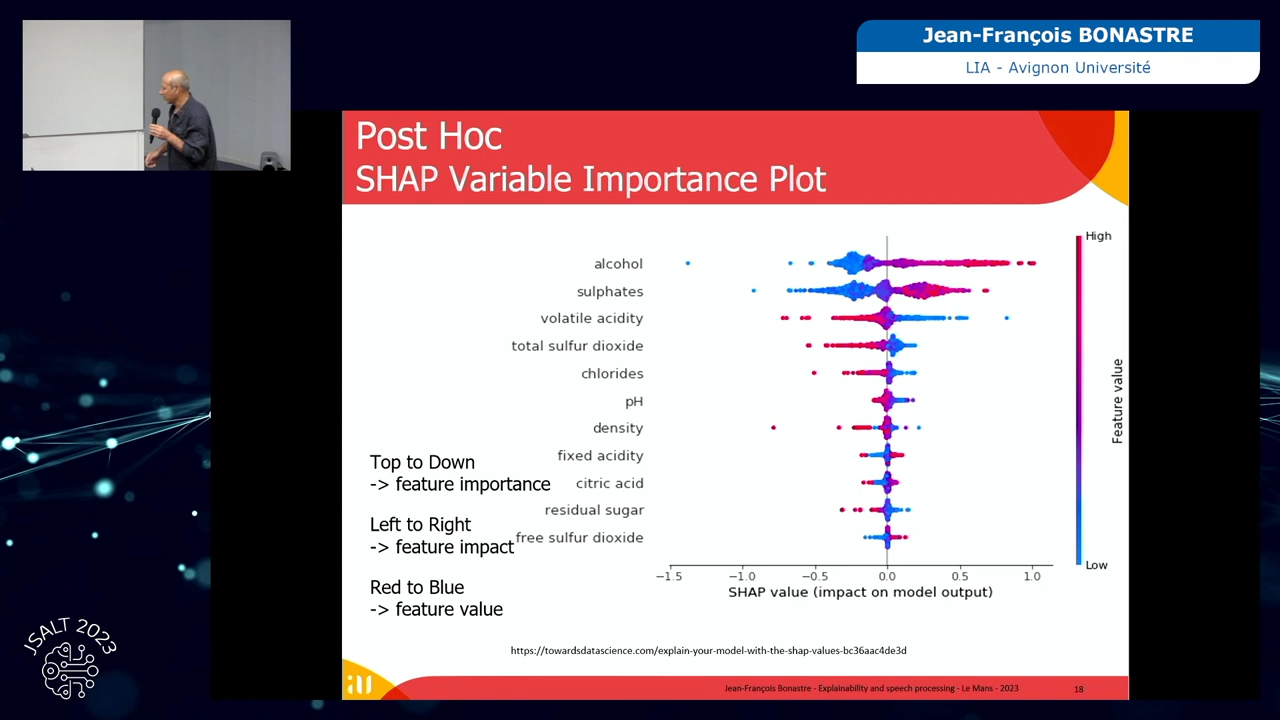 Jean-François BONASTRE
LIA - Avignon Université
Post Hoc
SHAP Variable Importance Plot
High
alcohol
sulphates
volatile acidity
total sulfur dioxide
chlorides
pH
density
fixed acidity
citric acid
residual sugar
free sulfur dioxide
Feature value
Low
Top to Down
-> feature importance
Left to Right
-> feature impact
Red to Blue
-> feature value
−1.5 −1.0 −0.5 0.0 0.5 1.0
SHAP value (impact on model output)
https://towardsdatascience.com/explain-your-model-with-the-shap-values-bc36aac4de3d
Jean-François Bonastre - Explainability and speech processing - Le Mans - 2023
18
JSALT 2023